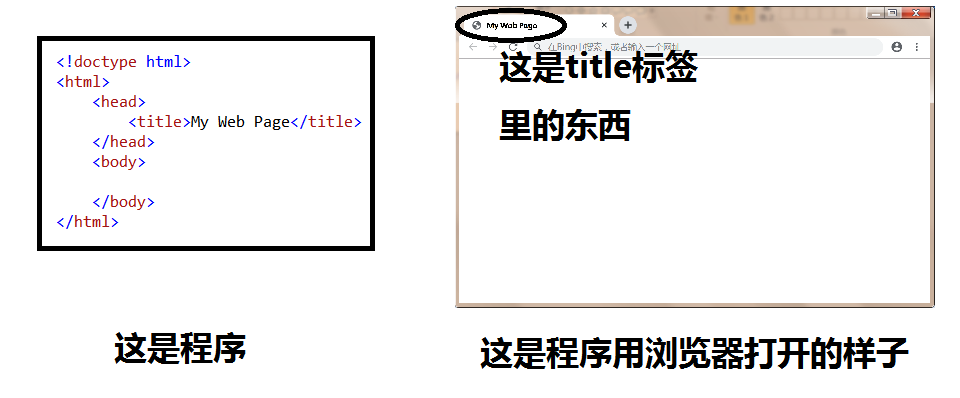 <!doctype html>
<html>
<head>
<title>My Web Page</title>
</head>
<body>
</body>
</html>
这是程序
My Web Page
在Bing中搜索，或者输入一个网址
这是title标签
里的东西
这是程序用浏览器打开的样子